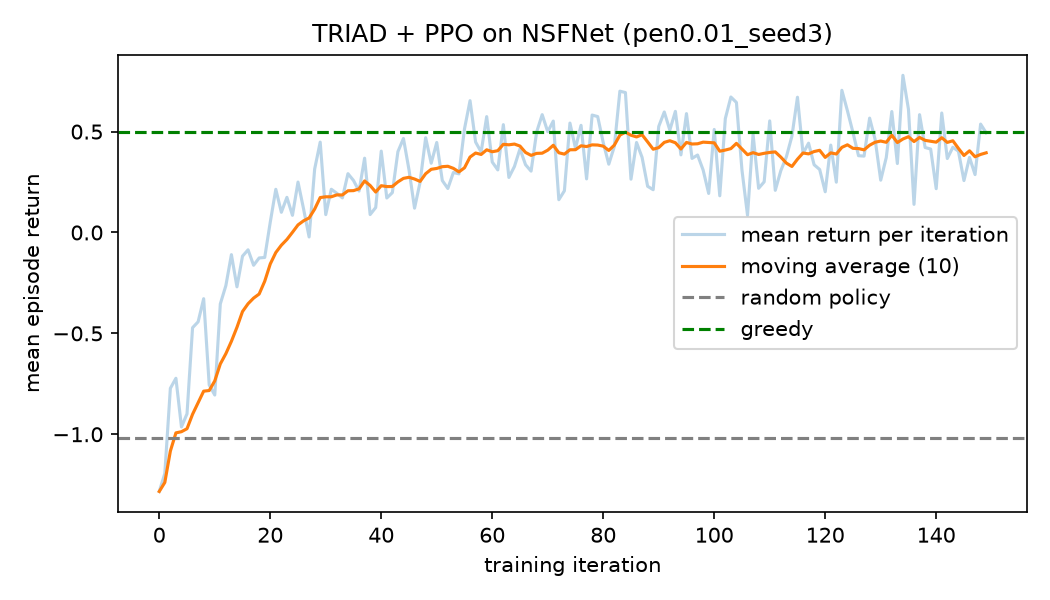 TRIAD + PPO on NSFNet (pen0.01_seed3)
mean episode return
0.5
0.0
−0.5
−1.0
mean return per iteration
moving average (10)
random policy
greedy
0 20 40 60 80 100 120 140
training iteration